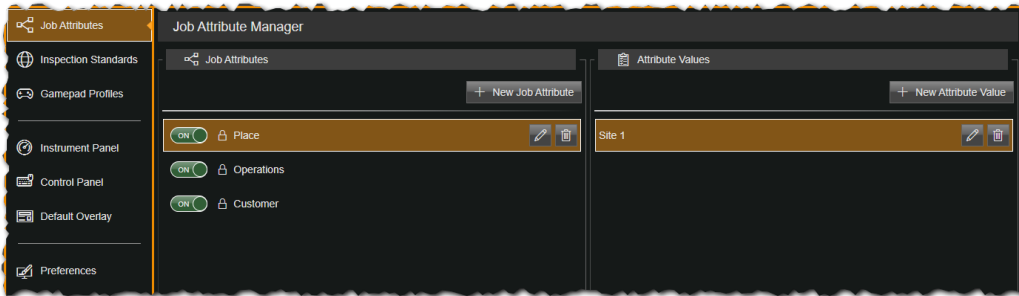 Job Attributes
Inspection Standards
Gamepad Profiles
Instrument Panel
Control Panel
Default Overlay
Preferences
Job Attribute Manager
Job Attributes
+ New Job Attribute
ON Place
ON Operations
ON Customer
Attribute Values
+ New Attribute Value
Site 1